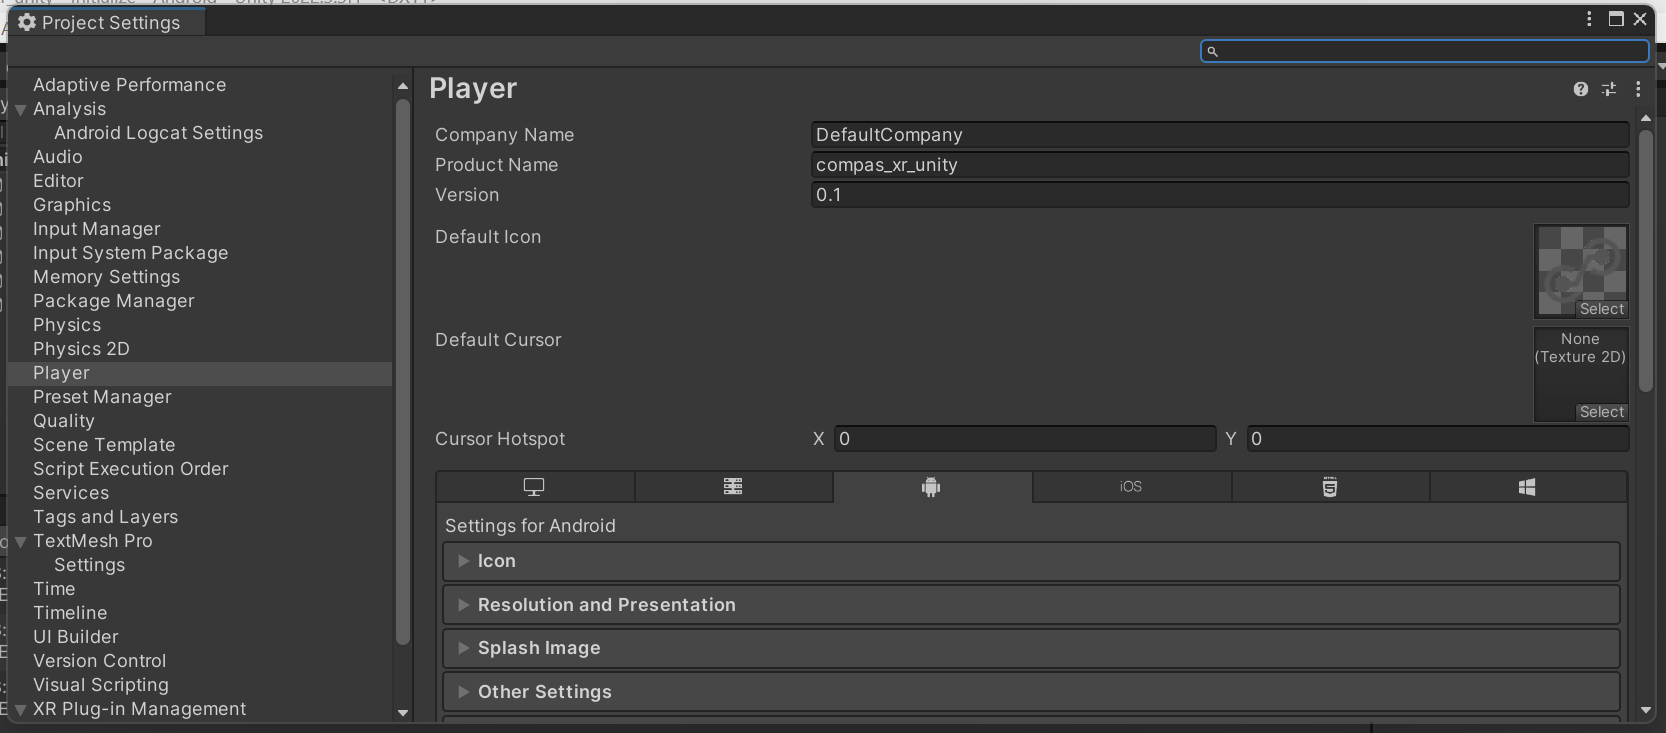 Project Settings
Adaptive Performance
Analysis
Android Logcat Settings
Audio
Editor
Graphics
Input Manager
Input System Package
Memory Settings
Package Manager
Physics
Physics 2D
Player
Preset Manager
Quality
Scene Template
Script Execution Order
Services
Tags and Layers
TextMesh Pro
Settings
Time
Timeline
UI Builder
Version Control
Visual Scripting
XR Plug-in Management
Player
Company Name DefaultCompany
Product Name compas_xr_unity
Version 0.1
Default Icon
Select
Default Cursor
None
(Texture 2D)
Select
Cursor Hotspot X 0 Y 0
iOS
Settings for Android
Icon
Resolution and Presentation
Splash Image
Other Settings